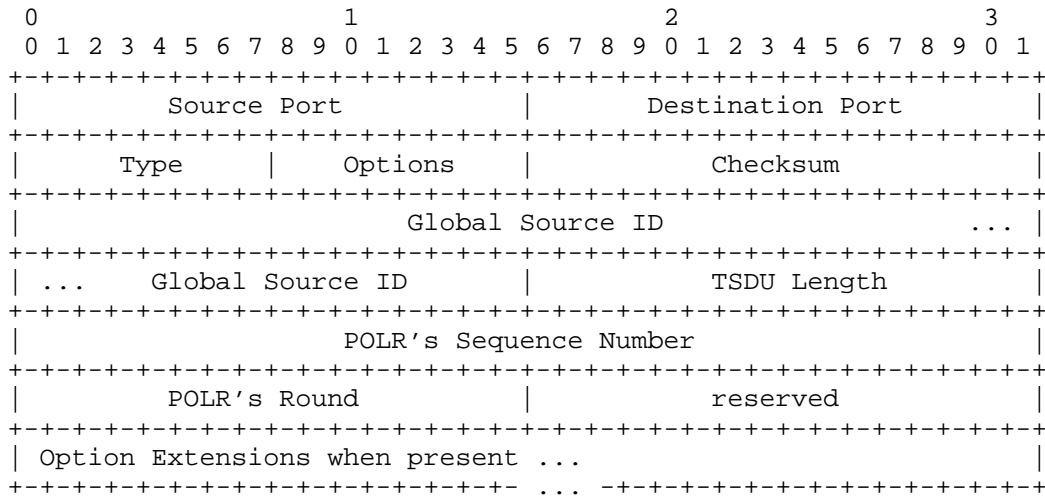 0                   1                   2                   3
 0 1 2 3 4 5 6 7 8 9 0 1 2 3 4 5 6 7 8 9 0 1 2 3 4 5 6 7 8 9 0 1
+-+-+-+-+-+-+-+-+-+-+-+-+-+-+-+-+-+-+-+-+-+-+-+-+-+-+-+-+-+-+-+-+
|         Source Port           |       Destination Port        |
+-+-+-+-+-+-+-+-+-+-+-+-+-+-+-+-+-+-+-+-+-+-+-+-+-+-+-+-+-+-+-+-+
|      Type     |    Options    |           Checksum            |
+-+-+-+-+-+-+-+-+-+-+-+-+-+-+-+-+-+-+-+-+-+-+-+-+-+-+-+-+-+-+-+-+
|                        Global Source ID                   ... |
+-+-+-+-+-+-+-+-+-+-+-+-+-+-+-+-+-+-+-+-+-+-+-+-+-+-+-+-+-+-+-+-+
| ...    Global Source ID       |           TSDU Length         |
+-+-+-+-+-+-+-+-+-+-+-+-+-+-+-+-+-+-+-+-+-+-+-+-+-+-+-+-+-+-+-+-+
|                    POLR's Sequence Number                     |
+-+-+-+-+-+-+-+-+-+-+-+-+-+-+-+-+-+-+-+-+-+-+-+-+-+-+-+-+-+-+-+-+
|         POLR's Round          |           reserved            |
+-+-+-+-+-+-+-+-+-+-+-+-+-+-+-+-+-+-+-+-+-+-+-+-+-+-+-+-+-+-+-+-+
| Option Extensions when present ...                            |
+-+-+-+-+-+-+-+-+-+-+-+-+-+-+-+- ... -+-+-+-+-+-+-+-+-+-+-+-+-+-+